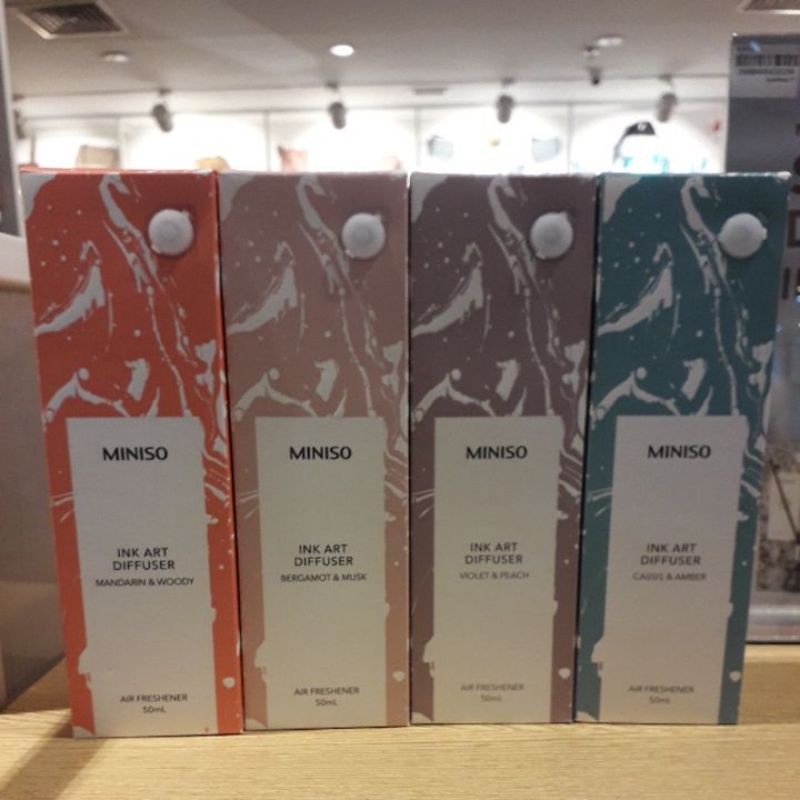 MINISO
INK ART
DIFFUSER
MANDARIN & WOODY
AIR FRESHENER
50mL
MINISO
INK ART
DIFFUSER
BERGAMOT & MUSK
AIR FRESHENER
50mL
MINISO
INK ART
DIFFUSER
VIOLET & PEACH
AIR FRESHENER
50mL
MINISO
INK ART
DIFFUSER
CASSIS & AMBER
AIR FRESHENER
50mL